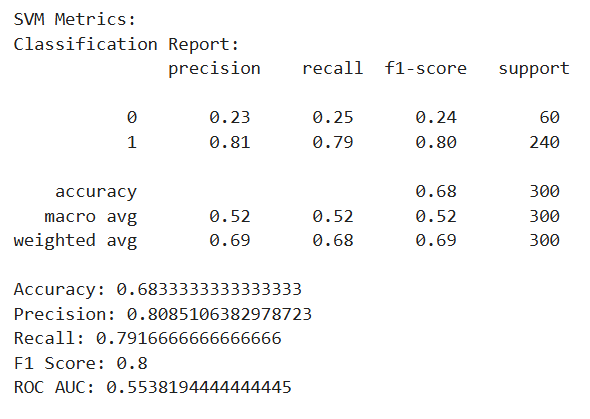 SVM Metrics:
Classification Report:
precision recall f1-score support
0 0.23 0.25 0.24 60
1 0.81 0.79 0.80 240
accuracy 0.68 300
macro avg 0.52 0.52 0.52 300
weighted avg 0.69 0.68 0.69 300
Accuracy: 0.6833333333333333
Precision: 0.8085106382978723
Recall: 0.7916666666666666
F1 Score: 0.8
ROC AUC: 0.5538194444444445